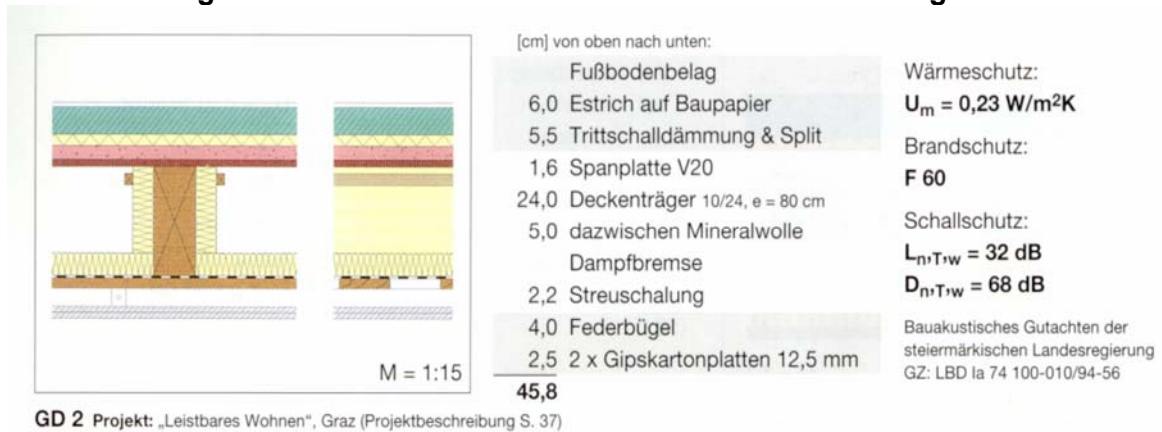 [cm] von oben nach unten:
Fußbodenbelag
6,0 Estrich auf Baupapier
5,5 Trittschalldämmung & Split
1,6 Spanplatte V20
24,0 Deckenträger 10/24, e = 80 cm
5,0 dazwischen Mineralwolle
Dampfbremse
2,2 Streuschalung
4,0 Federbügel
2,5 2 x Gipskartonplatten 12,5 mm
45,8
Wärmeschutz:
Um = 0,23 W/m²K
Brandschutz:
F 60
Schallschutz:
Ln,T,w = 32 dB
Dn,T,w = 68 dB
Bauakustisches Gutachten der
steiermärkischen Landesregierung
GZ: LBD Ia 74 100-010/94-56
M = 1:15
GD 2 Projekt: „Leistbares Wohnen“, Graz (Projektbeschreibung S. 37)